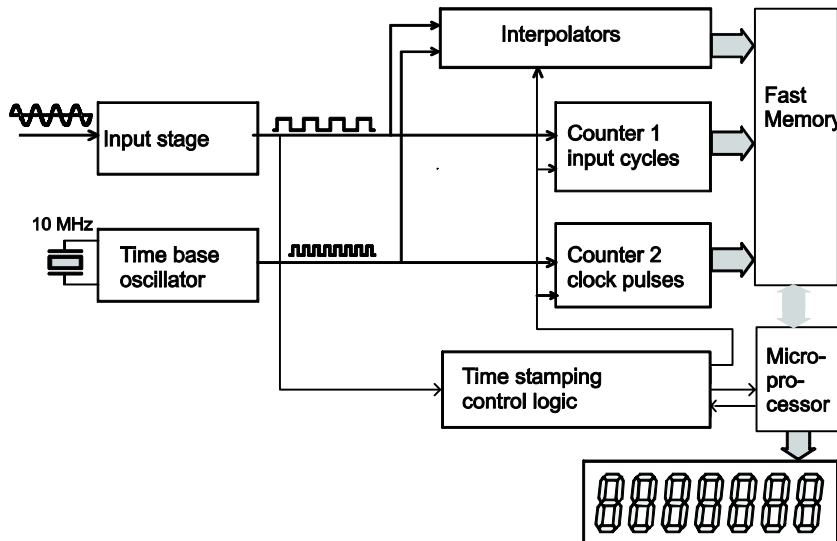 Interpolators
Fast
Memory
Input stage
Counter 1
input cycles
10 MHz
Time base
oscillator
Counter 2
clock pulses
Time stamping
control logic
Micro-
pro-
cessor
8888888